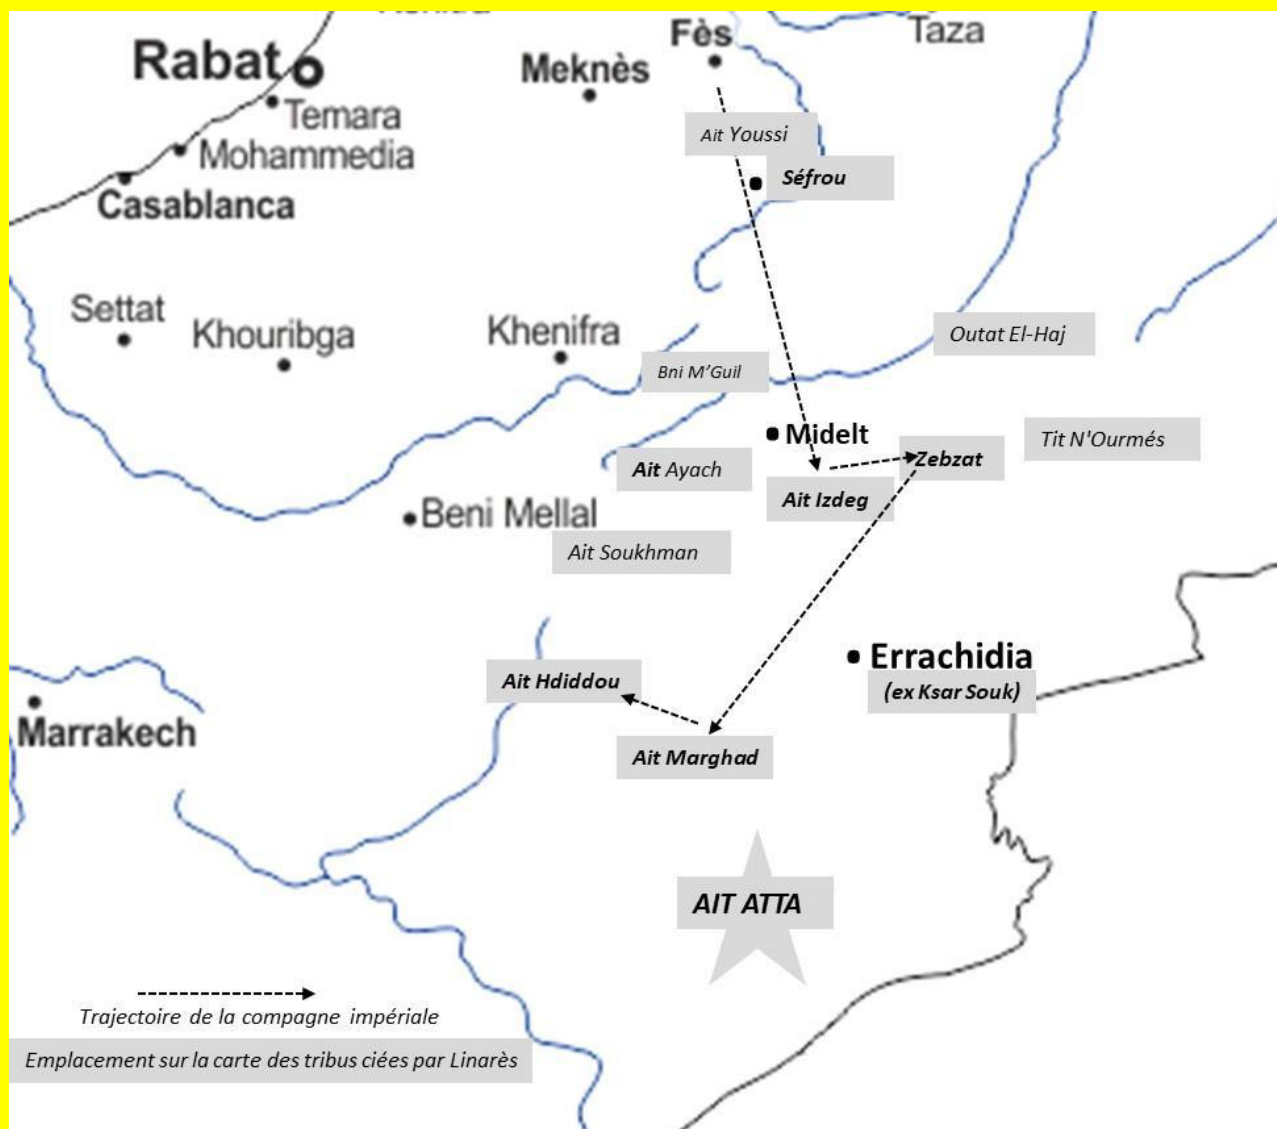 Rabat
Temara
Mohammedia
Casablanca
Meknès
Fès
Taza
Ait Youssi
Séfrou
Settat
Khouribga
Khenifra
Outat El-Haj
Bni M'Guil
Midelt
Zebzat
Tit N'Ourmés
Ait Ayach
Ait Izdeg
Beni Mellal
Ait Soukhman
Errachidia
(ex Ksar Souk)
Ait Hdiddou
Marrakech
Ait Marghad
AIT ATTA
Trajectoire de la compagne impériale
Emplacement sur la carte des tribus ciées par Linarès